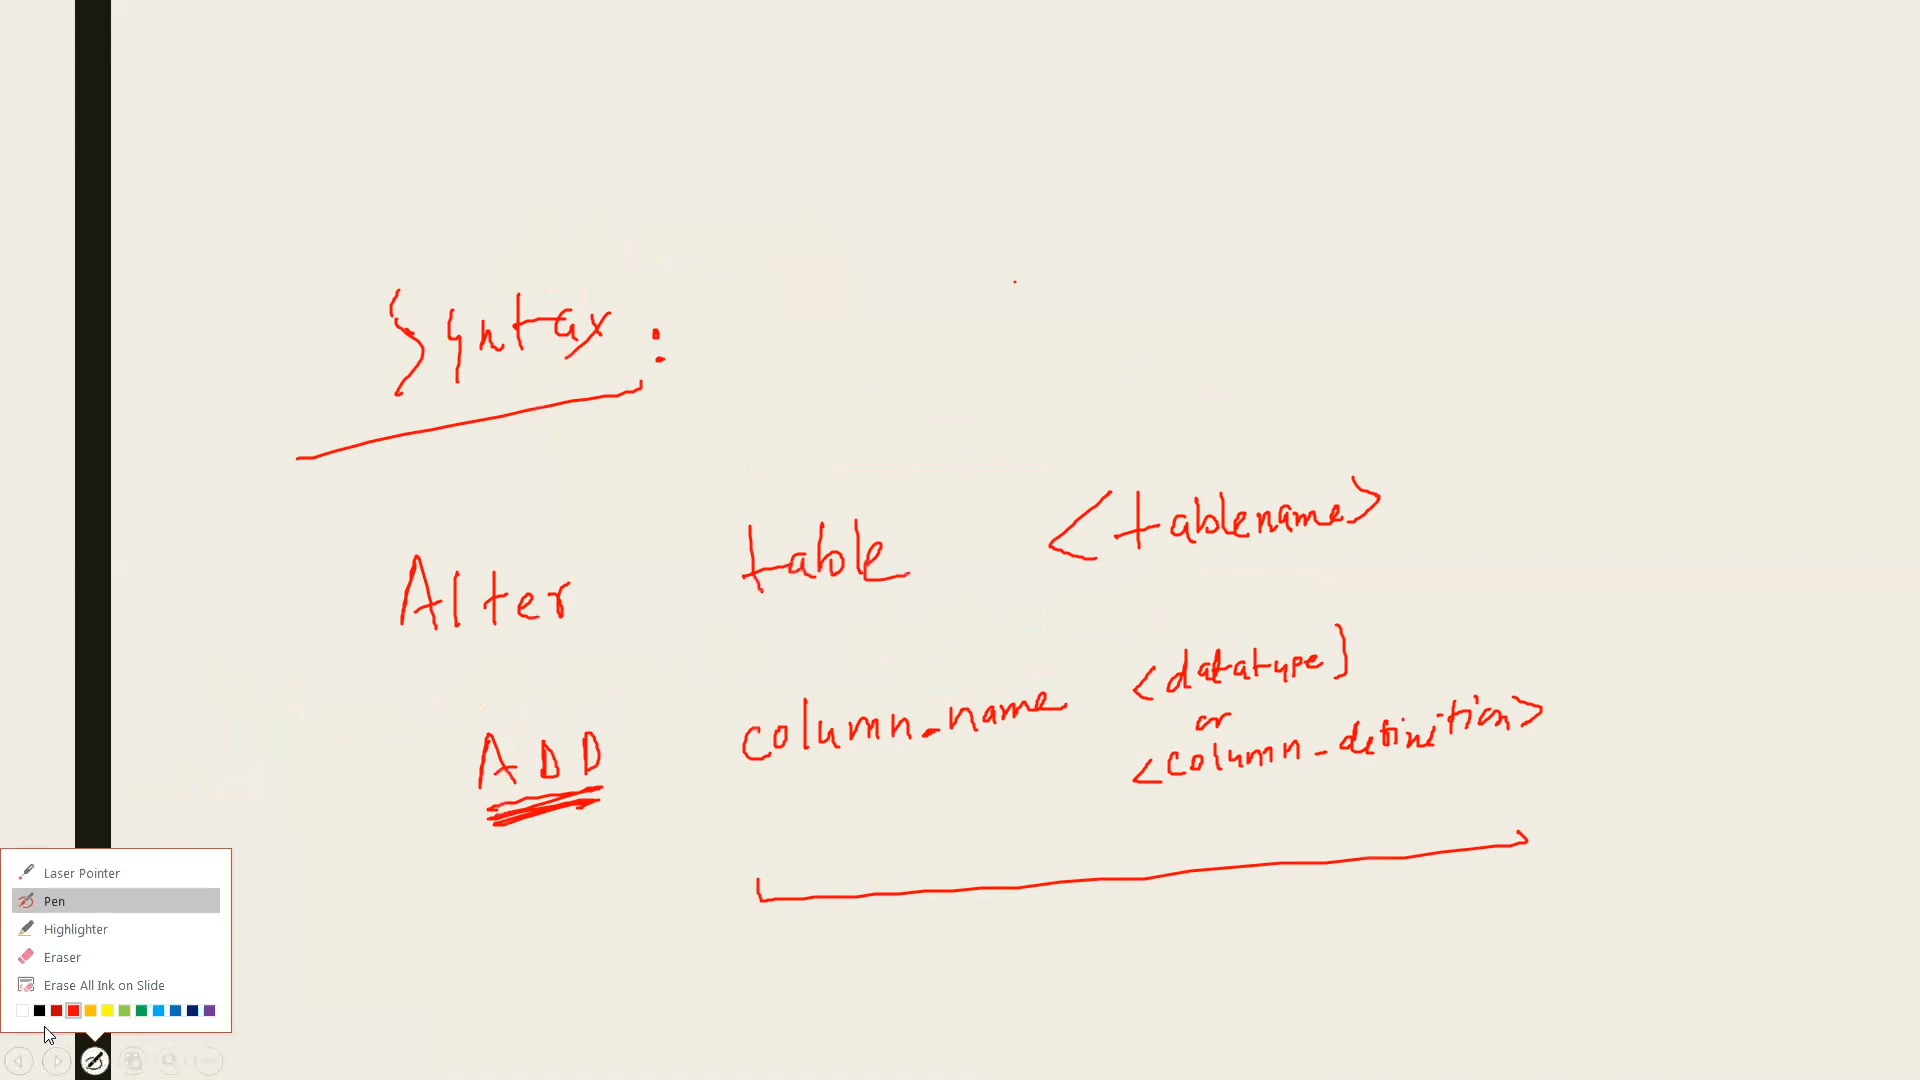 Syntax :
Alter table <tablename>
ADD column_name <datatype]
or
<column_definition>
Laser Pointer
Pen
Highlighter
Eraser
Erase All Ink on Slide